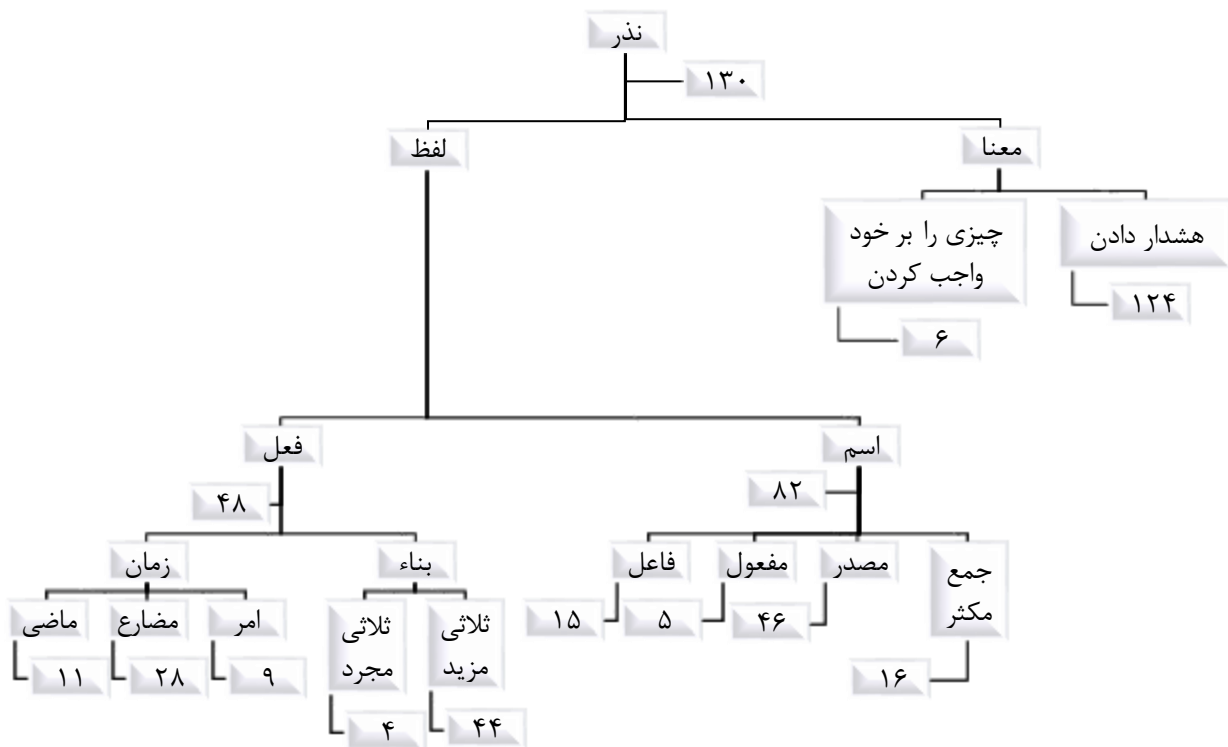 نذر
۱۳۰
معنا
لفظ
هشدار دادن
چیزی را بر خود
واجب کردن
۱۲۴
۶
اسم
فعل
۸۲
۴۸
جمع
مکثر
مصدر
مفعول
فاعل
بناء
زمان
۱۶
۴۶
۵
۱۵
ثلاثی
مزید
ثلاثی
مجرد
امر
مضارع
ماضی
۴۴
۴
۹
۲۸
۱۱